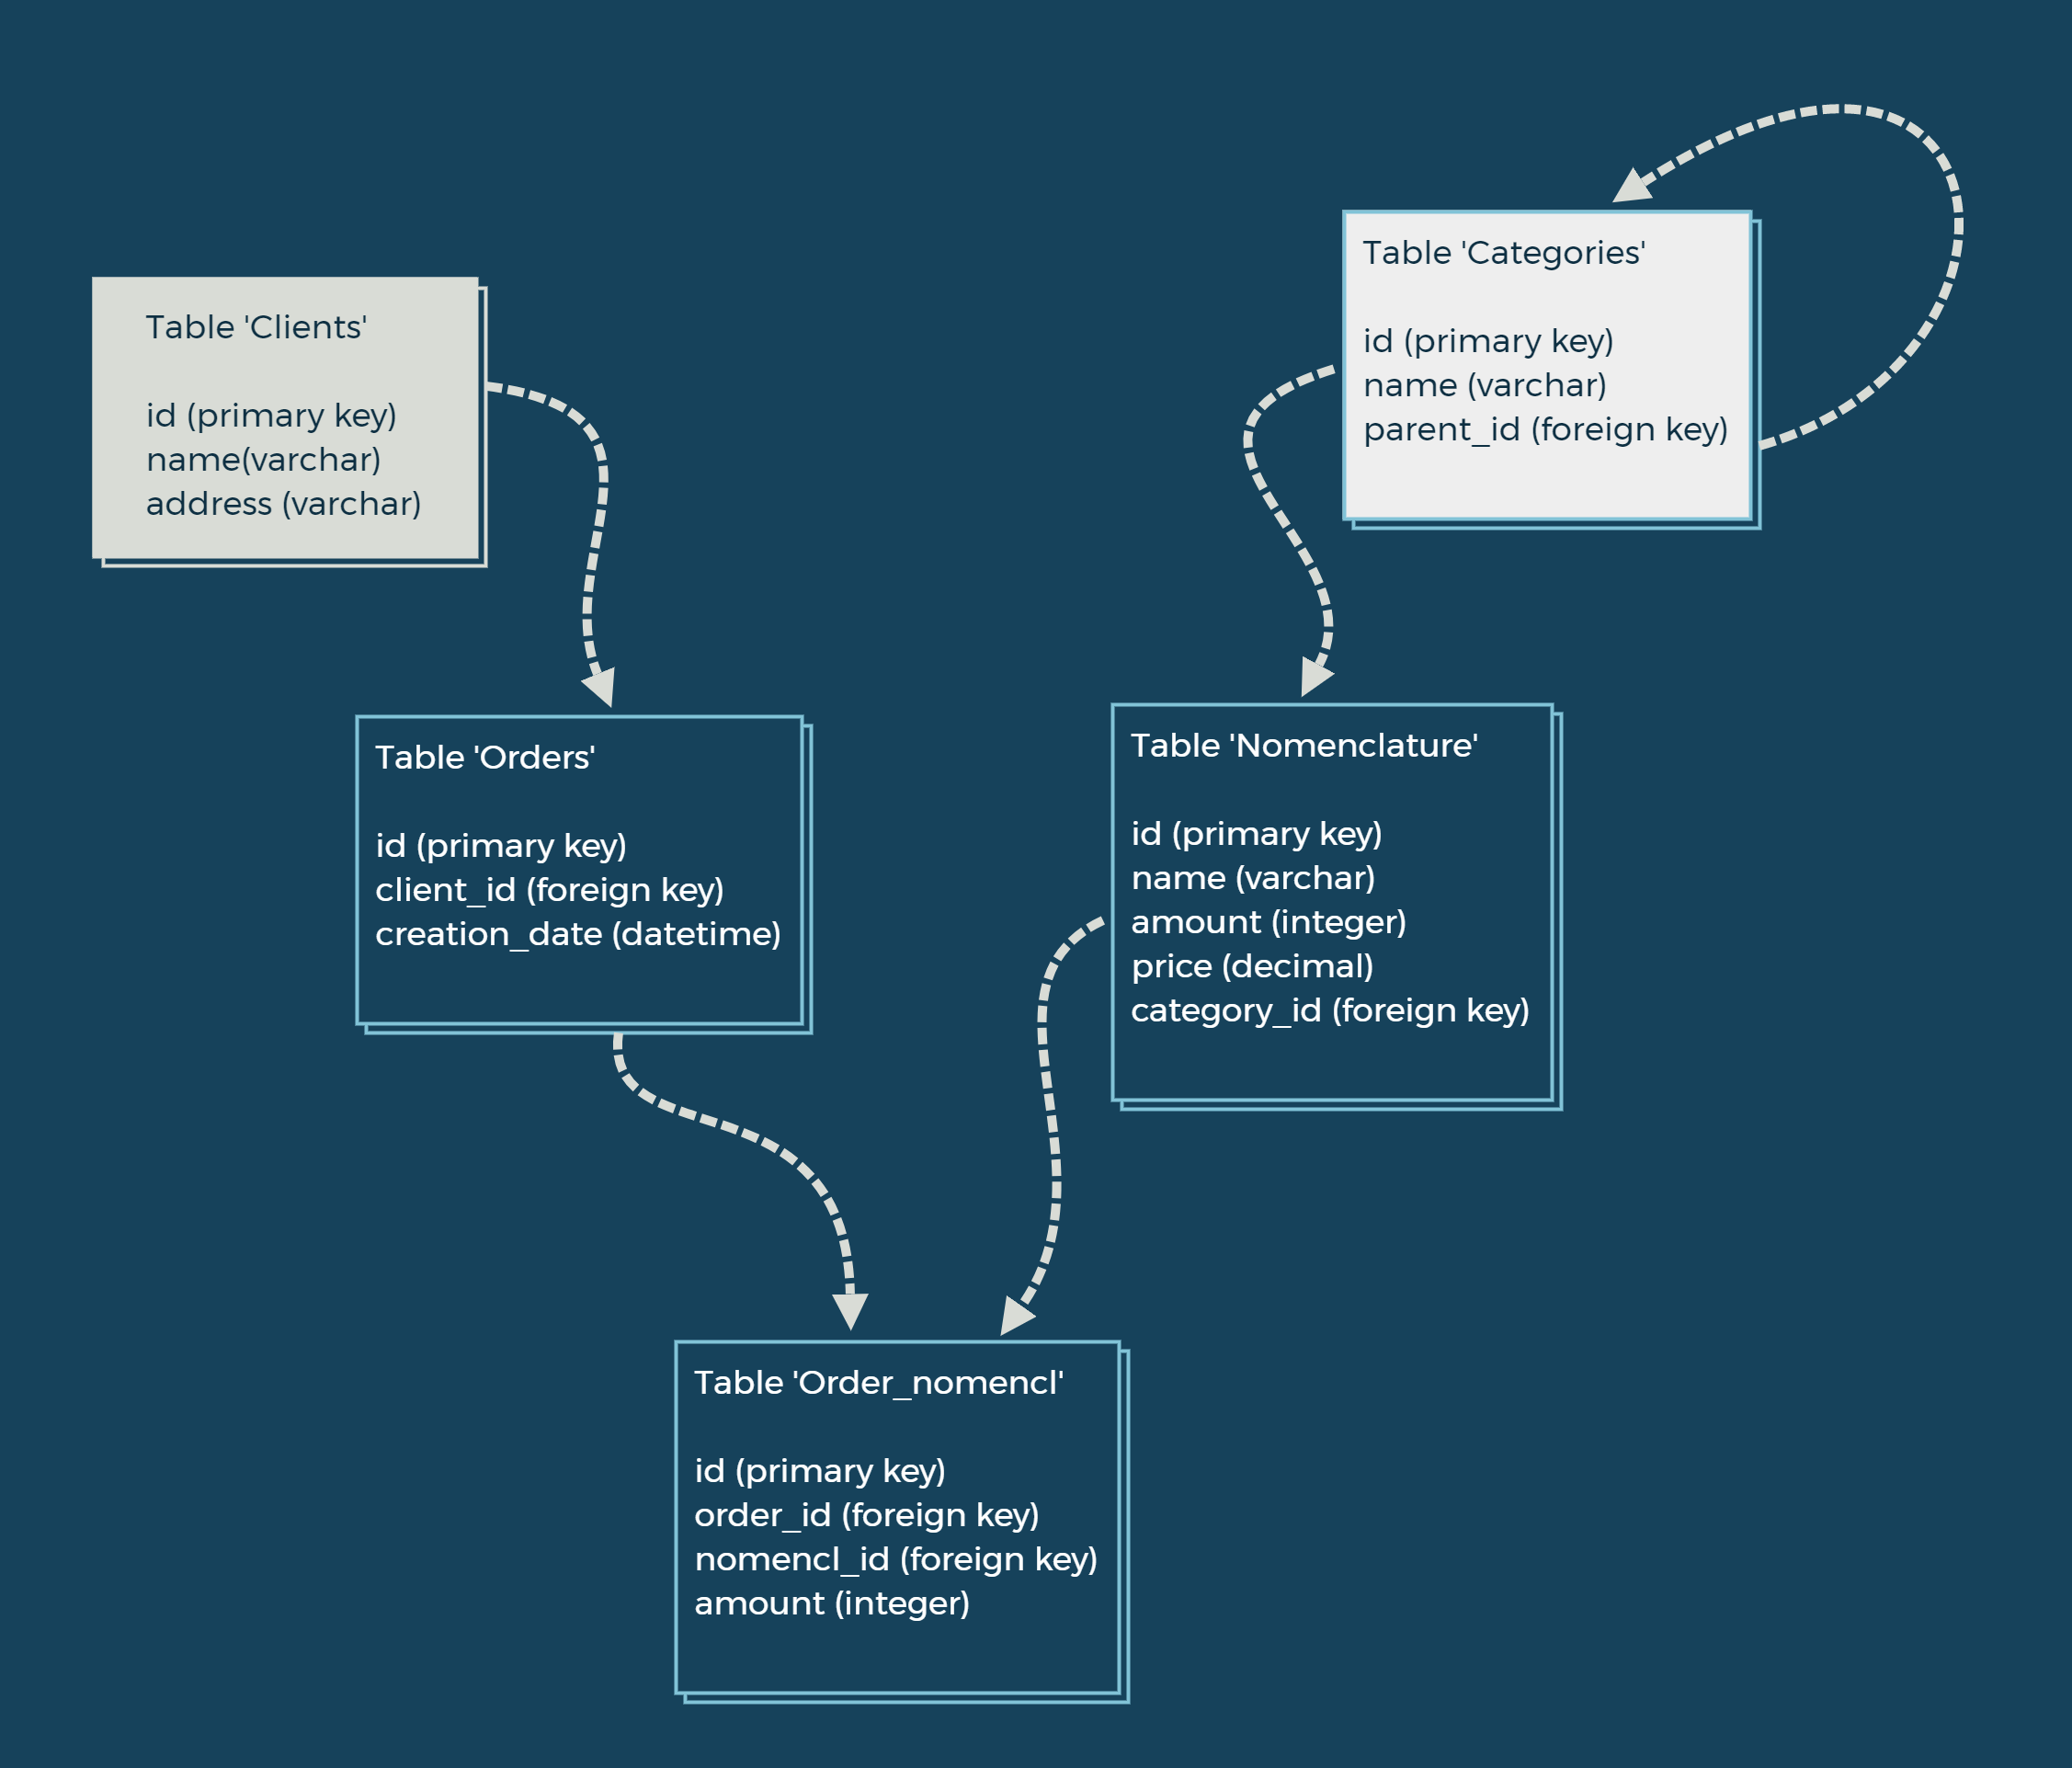 Table 'Clients'
id (primary key)
name(varchar)
address (varchar)
Table 'Categories'
id (primary key)
name (varchar)
parent_id (foreign key)
Table 'Orders'
id (primary key)
client_id (foreign key)
creation_date (datetime)
Table 'Nomenclature'
id (primary key)
name (varchar)
amount (integer)
price (decimal)
category_id (foreign key)
Table 'Order_nomencl'
id (primary key)
order_id (foreign key)
nomencl_id (foreign key)
amount (integer)